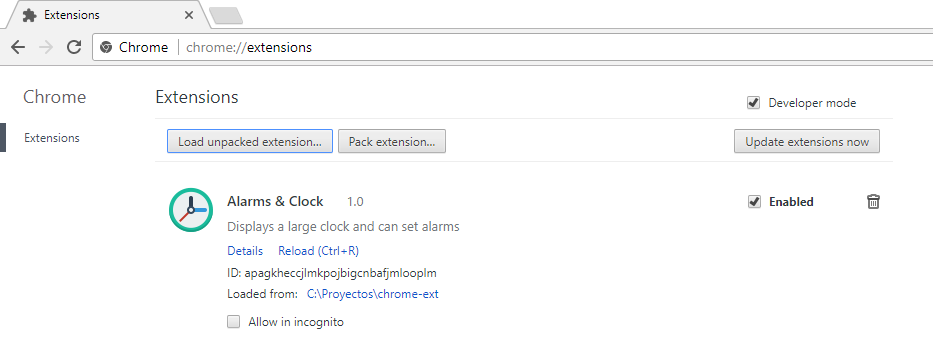 Extensions
Chrome chrome://extensions
Chrome
Extensions
Developer mode
Extensions
Load unpacked extension...
Pack extension...
Update extensions now
Alarms & Clock 1.0
Enabled
Displays a large clock and can set alarms
Details Reload (Ctrl+R)
ID: apagkheccjlmkpojbigcnbafjmlooplm
Loaded from: C:\Proyectos\chrome-ext
Allow in incognito